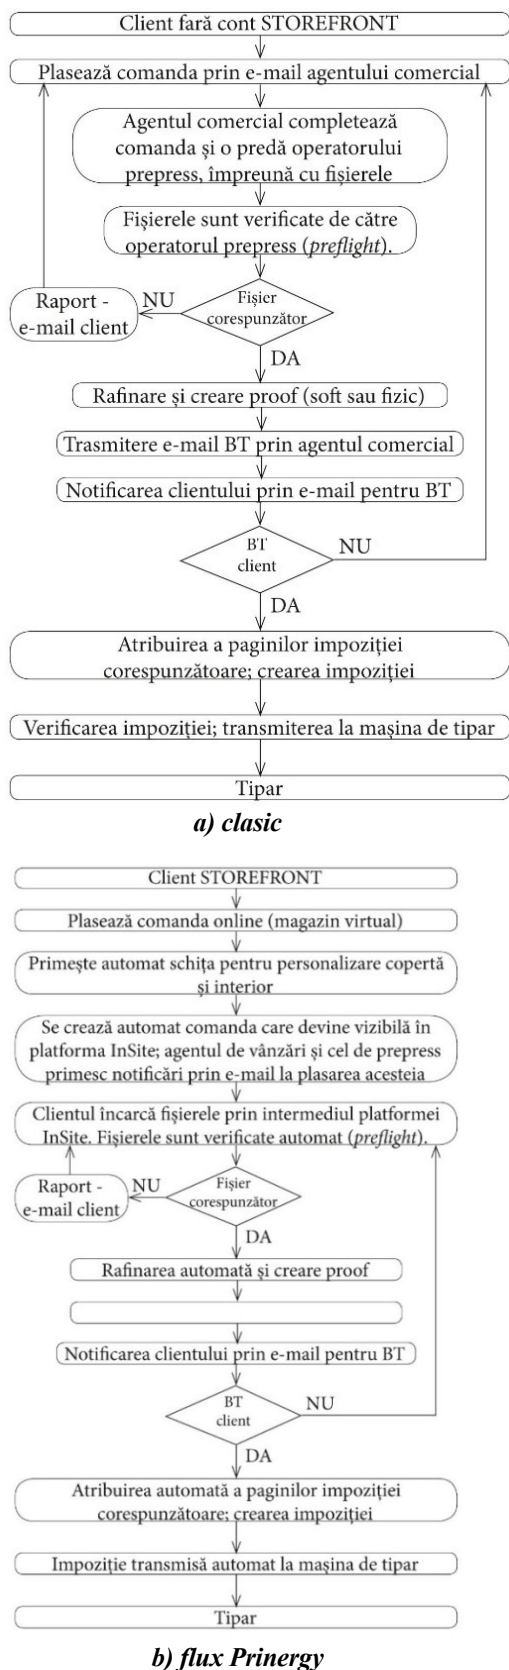 Client fară cont STOREFRONT
Plasează comanda prin e-mail agentului comercial
Agentul comercial completează
comanda și o predă operatorului
prepress, împreună cu fișierele
Fișierele sunt verificate de către
operatorul prepress (preflight).
Raport -
e-mail client
NU
Fișier
corespunzător
DA
Rafinare și creare proof (soft sau fizic)
Trasmitere e-mail BT prin agentul comercial
Notificarea clientului prin e-mail pentru BT
BT
client
NU
DA
Atribuirea a paginilor impoziției
corespunzătoare; crearea impoziției
Verificarea impoziției; transmiterea la mașina de tipar
Tipar
a) clasic
Client STOREFRONT
Plasează comanda online (magazin virtual)
Primește automat schița pentru personalizare copertă
și interior
Se crează automat comanda care devine vizibilă în
platforma InSite; agentul de vânzări și cel de prepress
primesc notificări prin e-mail la plasarea acesteia
Clientul încarcă fișierele prin intermediul platformei
InSite. Fișierele sunt verificate automat (preflight).
Raport -
e-mail client
NU
Fișier
corespunzător
DA
Rafinarea automată și creare proof
Notificarea clientului prin e-mail pentru BT
BT
client
NU
DA
Atribuirea automată a paginilor impoziției
corespunzătoare; crearea impoziției
Impoziție transmisă automat la mașina de tipar
Tipar
b) flux Prinergy